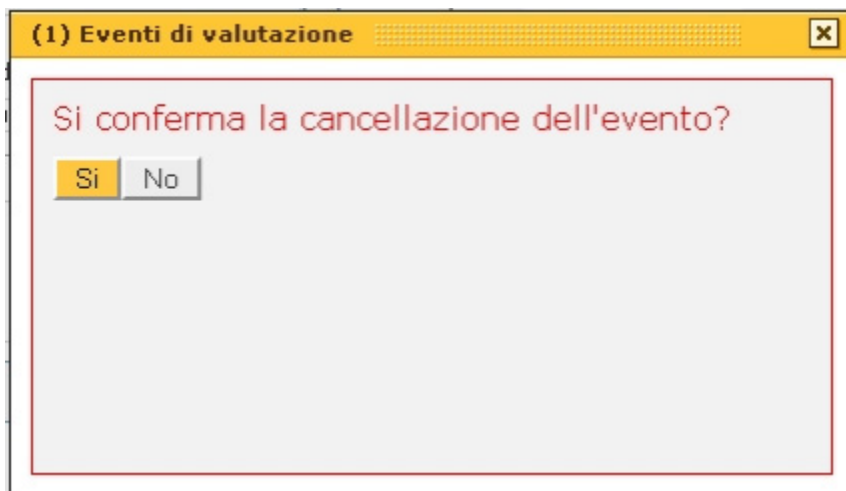 (1) Eventi di valutazione
Si conferma la cancellazione dell'evento?
Si No